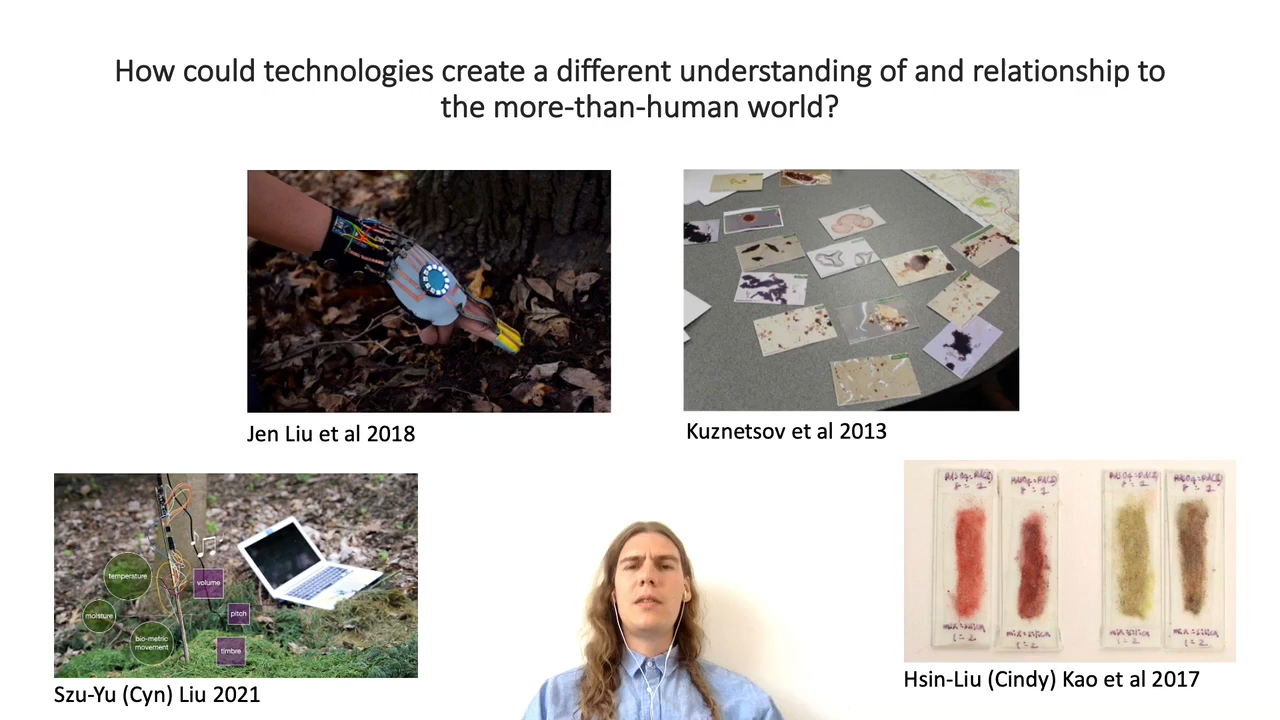 How could technologies create a different understanding of and relationship to
the more-than-human world?
Jen Liu et al 2018
Kuznetsov et al 2013
temperature
volume
moisture
pitch
bio-metric
movement
timbre
Szu-Yu (Cyn) Liu 2021
Hsin-Liu (Cindy) Kao et al 2017